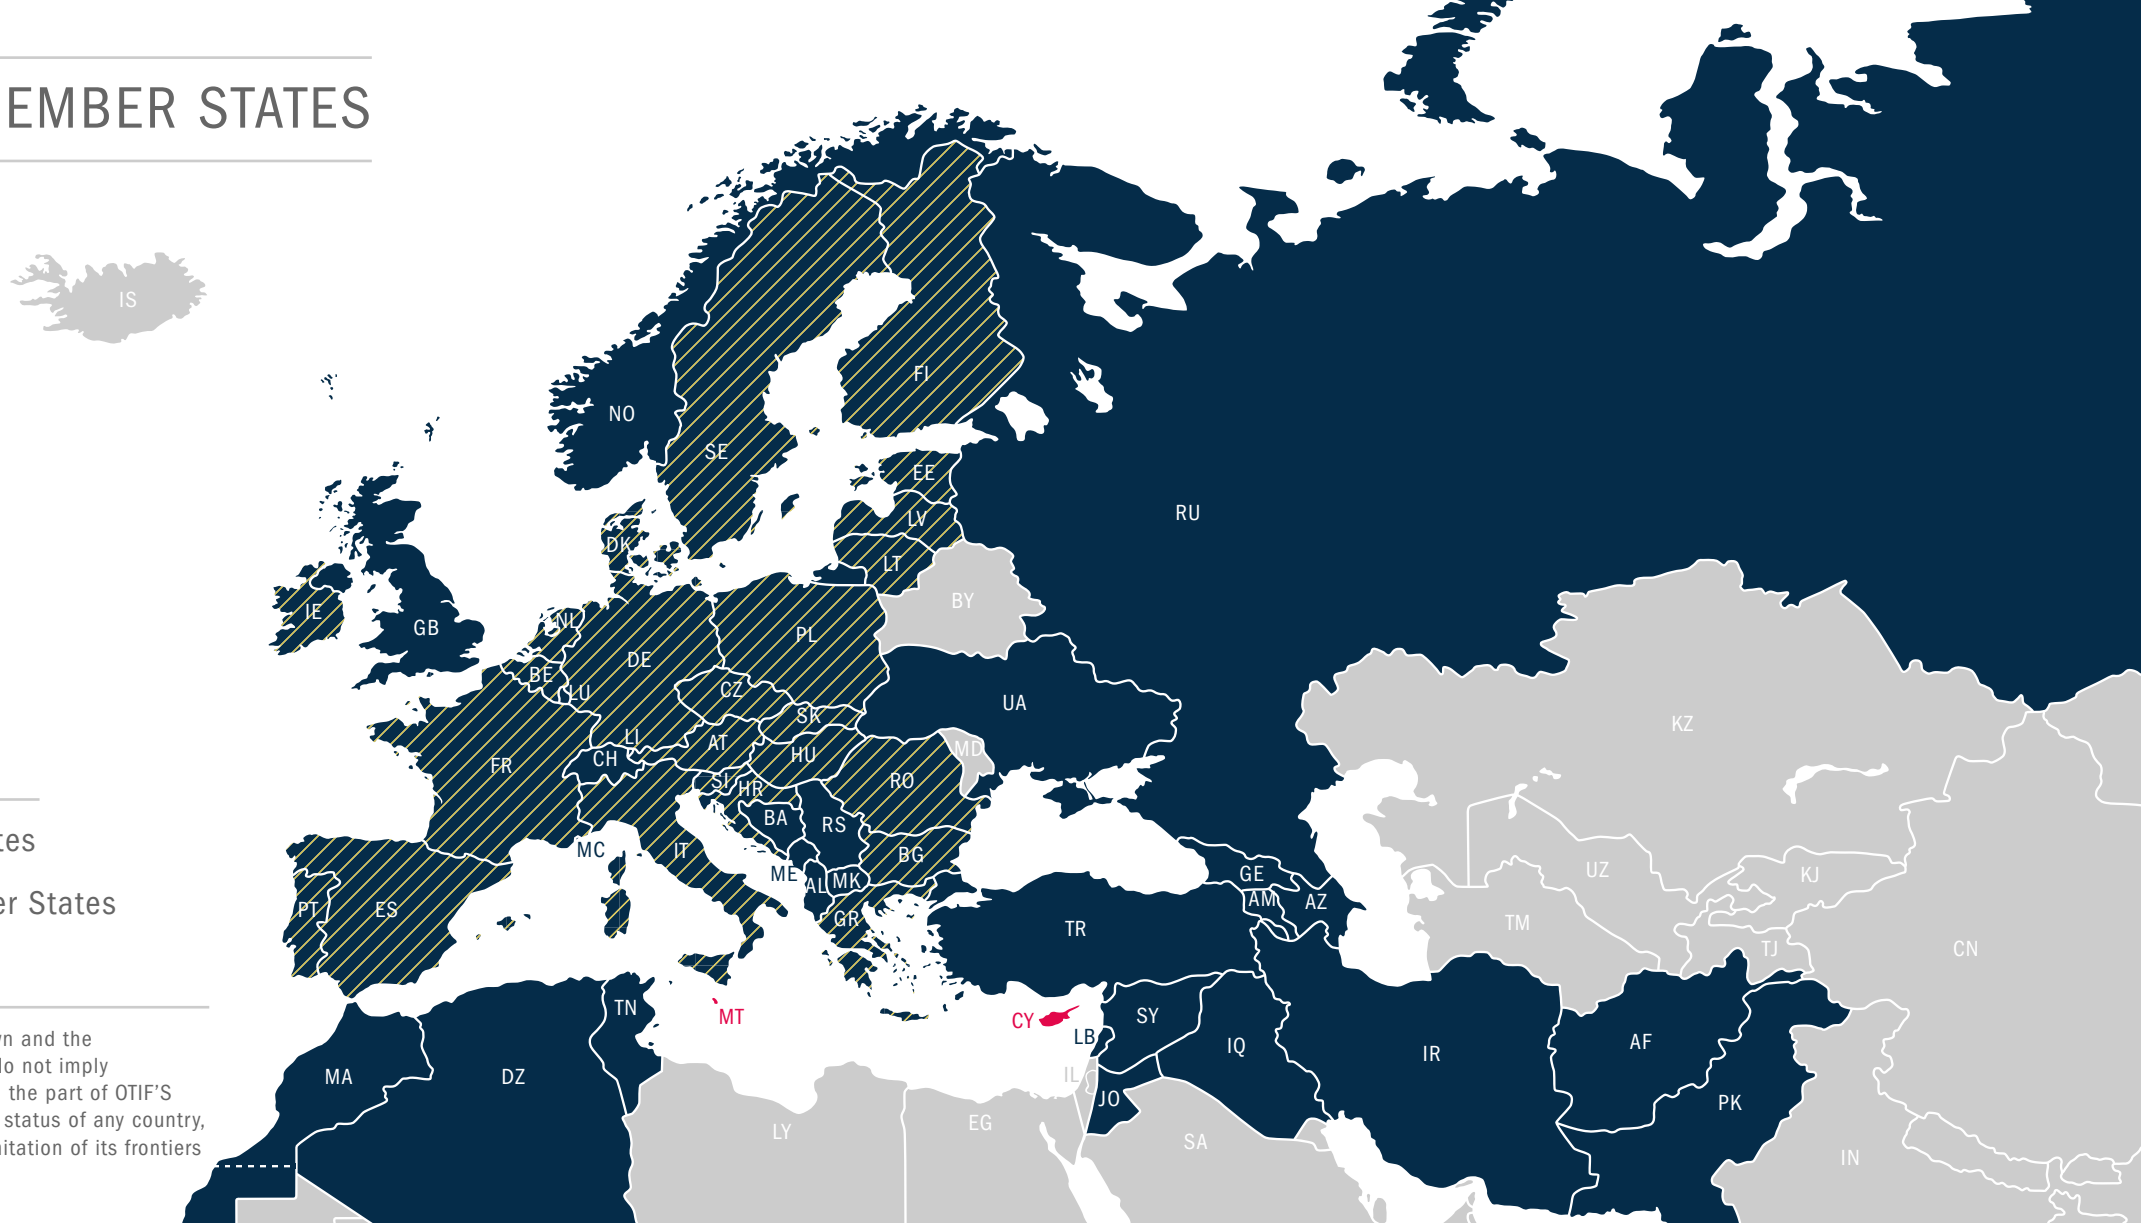 EMBER STATES
IS
NO
SE
FI
EE
LV
LT
DK
RU
IE
GB
NL
BE
LU
DE
PL
BY
CZ
SK
UA
KZ
LI
AT
CH
HU
MD
FR
SI
HR
RO
BA
RS
tes
MC
IT
BG
ME
AL
MK
GE
AM
AZ
UZ
KJ
er States
PT
ES
GR
TR
TM
TJ
CN
TN
MT
CY
LB
SY
IQ
IR
AF
wn and the
do not imply
the part of OTIF'S
status of any country,
nitation of its frontiers
MA
DZ
IL
JO
PK
LY
EG
SA
IN